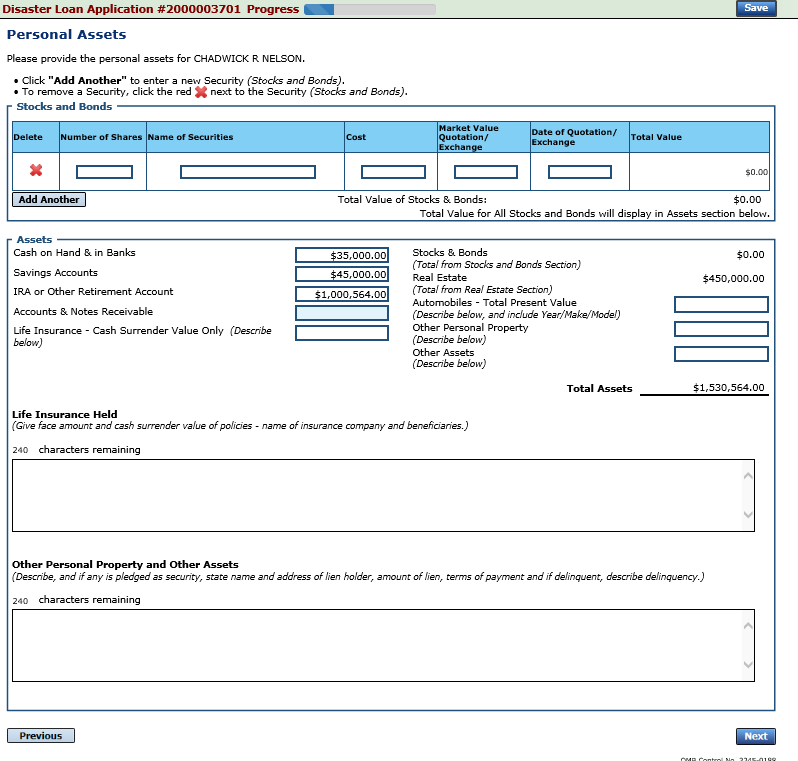 Disaster Loan Application #2000003701 Progress
Save
Personal Assets
Please provide the personal assets for CHADWICK R NELSON.
• Click "Add Another" to enter a new Security (Stocks and Bonds).
• To remove a Security, click the red next to the Security (Stocks and Bonds).
Stocks and Bonds
Delete
Number of Shares
Name of Securities
Cost
Market Value
Quotation/
Exchange
Date of Quotation/
Exchange
Total Value
$0.00
Add Another
Total Value of Stocks & Bonds:
$0.00
Total Value for All Stocks and Bonds will display in Assets section below.
Assets
Cash on Hand & in Banks
$35,000.00
Savings Accounts
$45,000.00
IRA or Other Retirement Account
$1,000,564.00
Accounts & Notes Receivable
Life Insurance - Cash Surrender Value Only (Describe
below)
Stocks & Bonds
$0.00
(Total from Stocks and Bonds Section)
Real Estate
$450,000.00
(Total from Real Estate Section)
Automobiles - Total Present Value
(Describe below, and include Year/Make/Model)
Other Personal Property
(Describe below)
Other Assets
(Describe below)
Total Assets
$1,530,564.00
Life Insurance Held
(Give face amount and cash surrender value of policies - name of insurance company and beneficiaries.)
240 characters remaining
Other Personal Property and Other Assets
(Describe, and if any is pledged as security, state name and address of lien holder, amount of lien, terms of payment and if delinquent, describe delinquency.)
240 characters remaining
Previous
Next
OMB Control No. 3245-0188